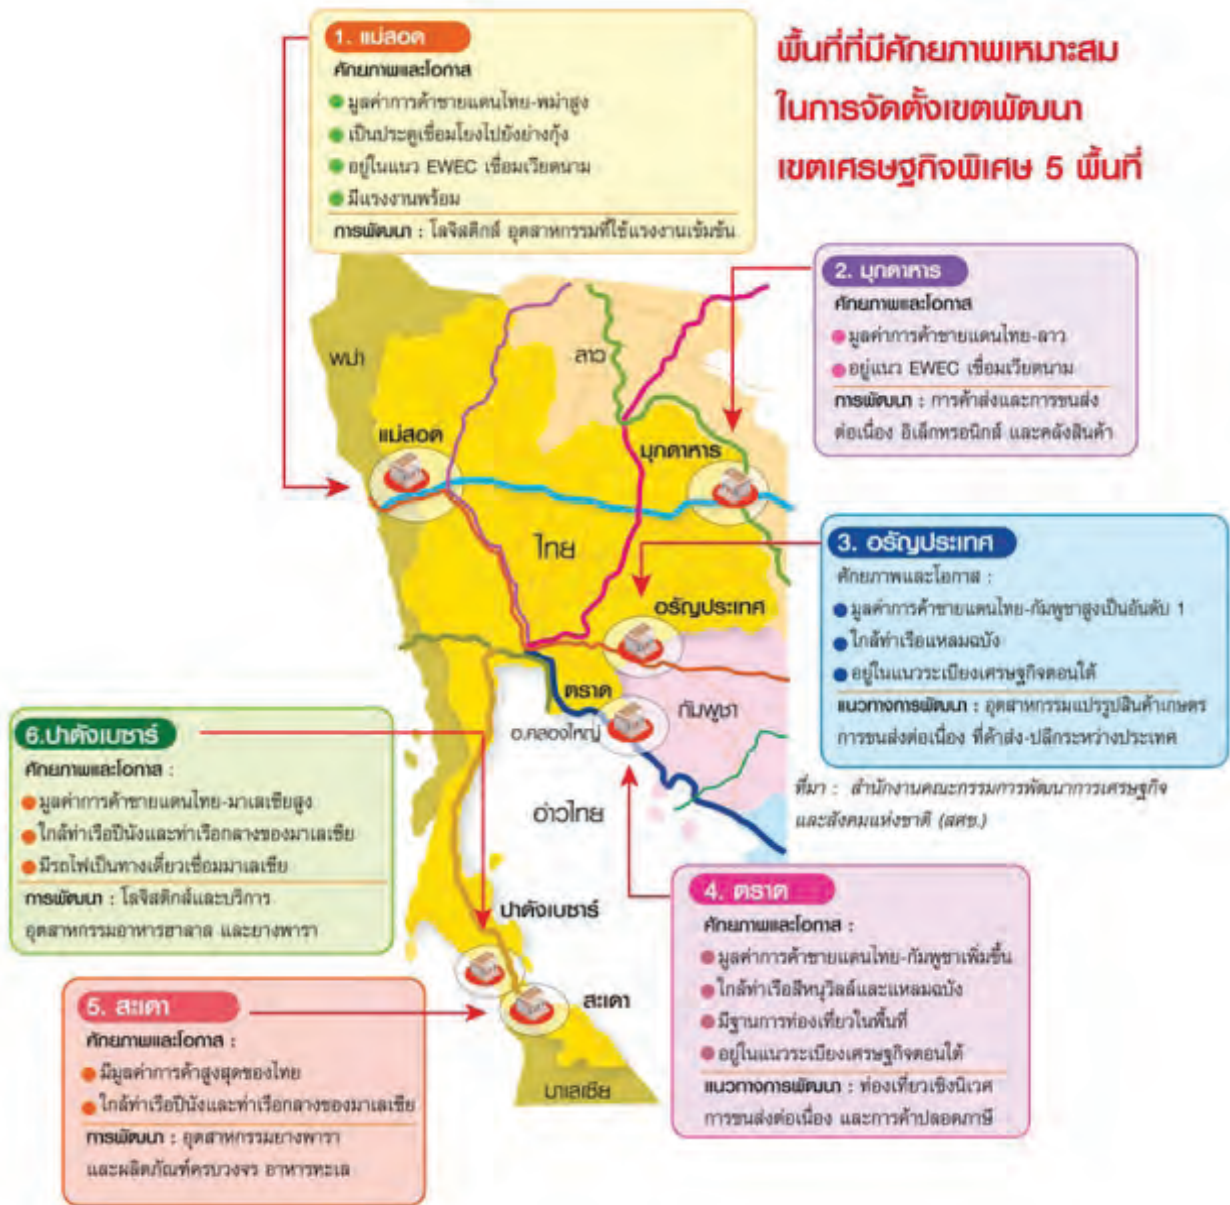 พื้นที่ที่มีศักยภาพเหมาะสม
ในการจัดตั้งเขตพัฒนา
เขตเศรษฐกิจพิเศษ 5 พื้นที่
1. แม่สอด
ศักยภาพและโอกาส
มูลค่าการค้าชายแดนไทย-พม่าสูง
เป็นประตูเชื่อมโยงไปยังย่างกุ้ง
อยู่ในแนว EWEC เชื่อมเวียดนาม
มีแรงงานพร้อม
การพัฒนา : โลจิสติกส์ อุตสาหกรรมที่ใช้แรงงานเข้มข้น
2. มุกดาหาร
ศักยภาพและโอกาส
มูลค่าการค้าชายแดนไทย-ลาว
อยู่แนว EWEC เชื่อมเวียดนาม
การพัฒนา : การค้าส่งและการขนส่ง
ต่อเนื่อง อิเล็กทรอนิกส์ และคลังสินค้า
พม่า
ลาว
แม่สอด
มุกดาหาร
ไทย
อรัญประเทศ
ตราด
กัมพูชา
อ.คลองใหญ่
อ่าวไทย
ปาดังเบซาร์
สะเดา
มาเลเซีย
3. อรัญประเทศ
ศักยภาพและโอกาส :
มูลค่าการค้าชายแดนไทย-กัมพูชาสูงเป็นอันดับ 1
ใกล้ท่าเรือแหลมฉบัง
อยู่ในแนวระเบียงเศรษฐกิจตอนใต้
แนวทางการพัฒนา : อุตสาหกรรมแปรรูปสินค้าเกษตร
การขนส่งต่อเนื่อง ที่ค้าส่ง-ปลีกระหว่างประเทศ
ที่มา : สำนักงานคณะกรรมการพัฒนาการเศรษฐกิจ
และสังคมแห่งชาติ (สศช.)
4. ตราด
ศักยภาพและโอกาส :
มูลค่าการค้าชายแดนไทย-กัมพูชาเพิ่มขึ้น
ใกล้ท่าเรือสีหนุวิลล์และแหลมฉบัง
มีฐานการท่องเที่ยวในพื้นที่
อยู่ในแนวระเบียงเศรษฐกิจตอนใต้
แนวทางการพัฒนา : ท่องเที่ยวเชิงนิเวศ
การขนส่งต่อเนื่อง และการค้าปลอดภาษี
6.ปาดังเบซาร์
ศักยภาพและโอกาส :
มูลค่าการค้าชายแดนไทย-มาเลเซียสูง
ใกล้ท่าเรือปีนังและท่าเรือกลางของมาเลเซีย
มีรถไฟเป็นทางเดี่ยวเชื่อมมาเลเซีย
การพัฒนา : โลจิสติกส์และบริการ
อุตสาหกรรมอาหารฮาลาล และยางพารา
5. สะเดา
ศักยภาพและโอกาส :
มีมูลค่าการค้าสูงสุดของไทย
ใกล้ท่าเรือปีนังและท่าเรือกลางของมาเลเซีย
การพัฒนา : อุตสาหกรรมยางพารา
และผลิตภัณฑ์ครบวงจร อาหารทะเล